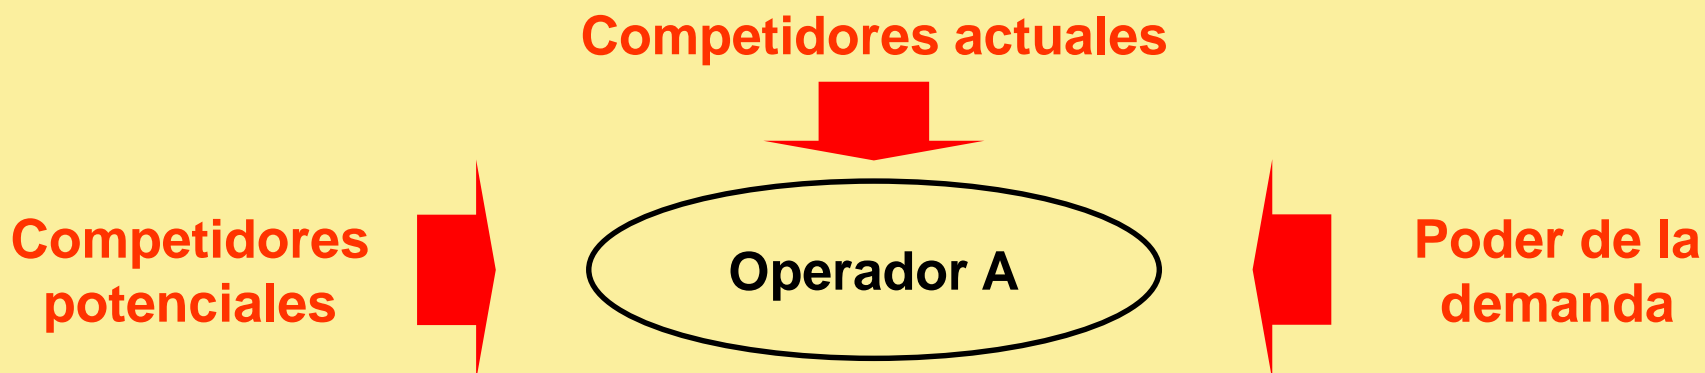 Competidores actuales
Competidores
potenciales
Operador A
Poder de la
demanda